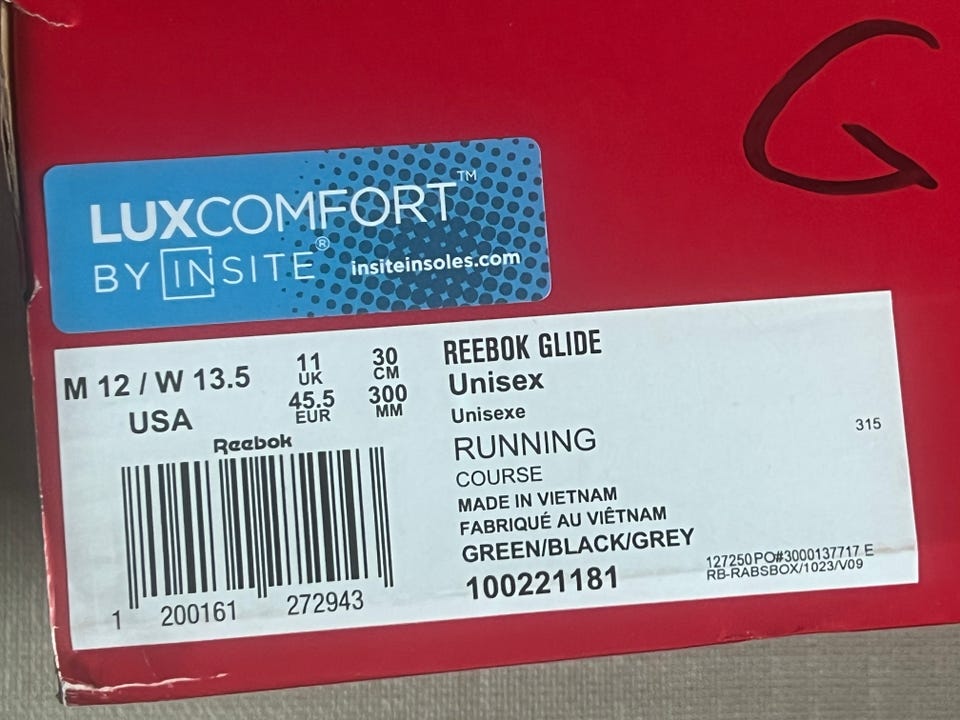 G
LUXCOMFORT™
BY INSITE® insiteinsoles.com
M 12 / W 13.5
USA
11
UK
45.5
EUR
30
CM
300
MM
Reebok
1 200161 272943
REEBOK GLIDE
Unisex
Unisexe
RUNNING
COURSE
MADE IN VIETNAM
FABRIQUÉ AU VIÊTNAM
GREEN/BLACK/GREY
100221181
315
127250 PO#3000137717 E
RB-RABSBOX/1023/V09